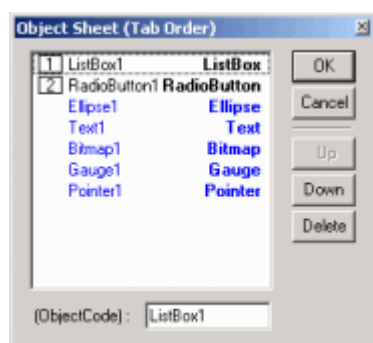 Object Sheet (Tab Order)
1 ListBox1 ListBox
2 RadioButton1 RadioButton
Ellipse1 Ellipse
Text1 Text
Bitmap1 Bitmap
Gauge1 Gauge
Pointer1 Pointer
OK
Cancel
Up
Down
Delete
(ObjectCode) : ListBox1